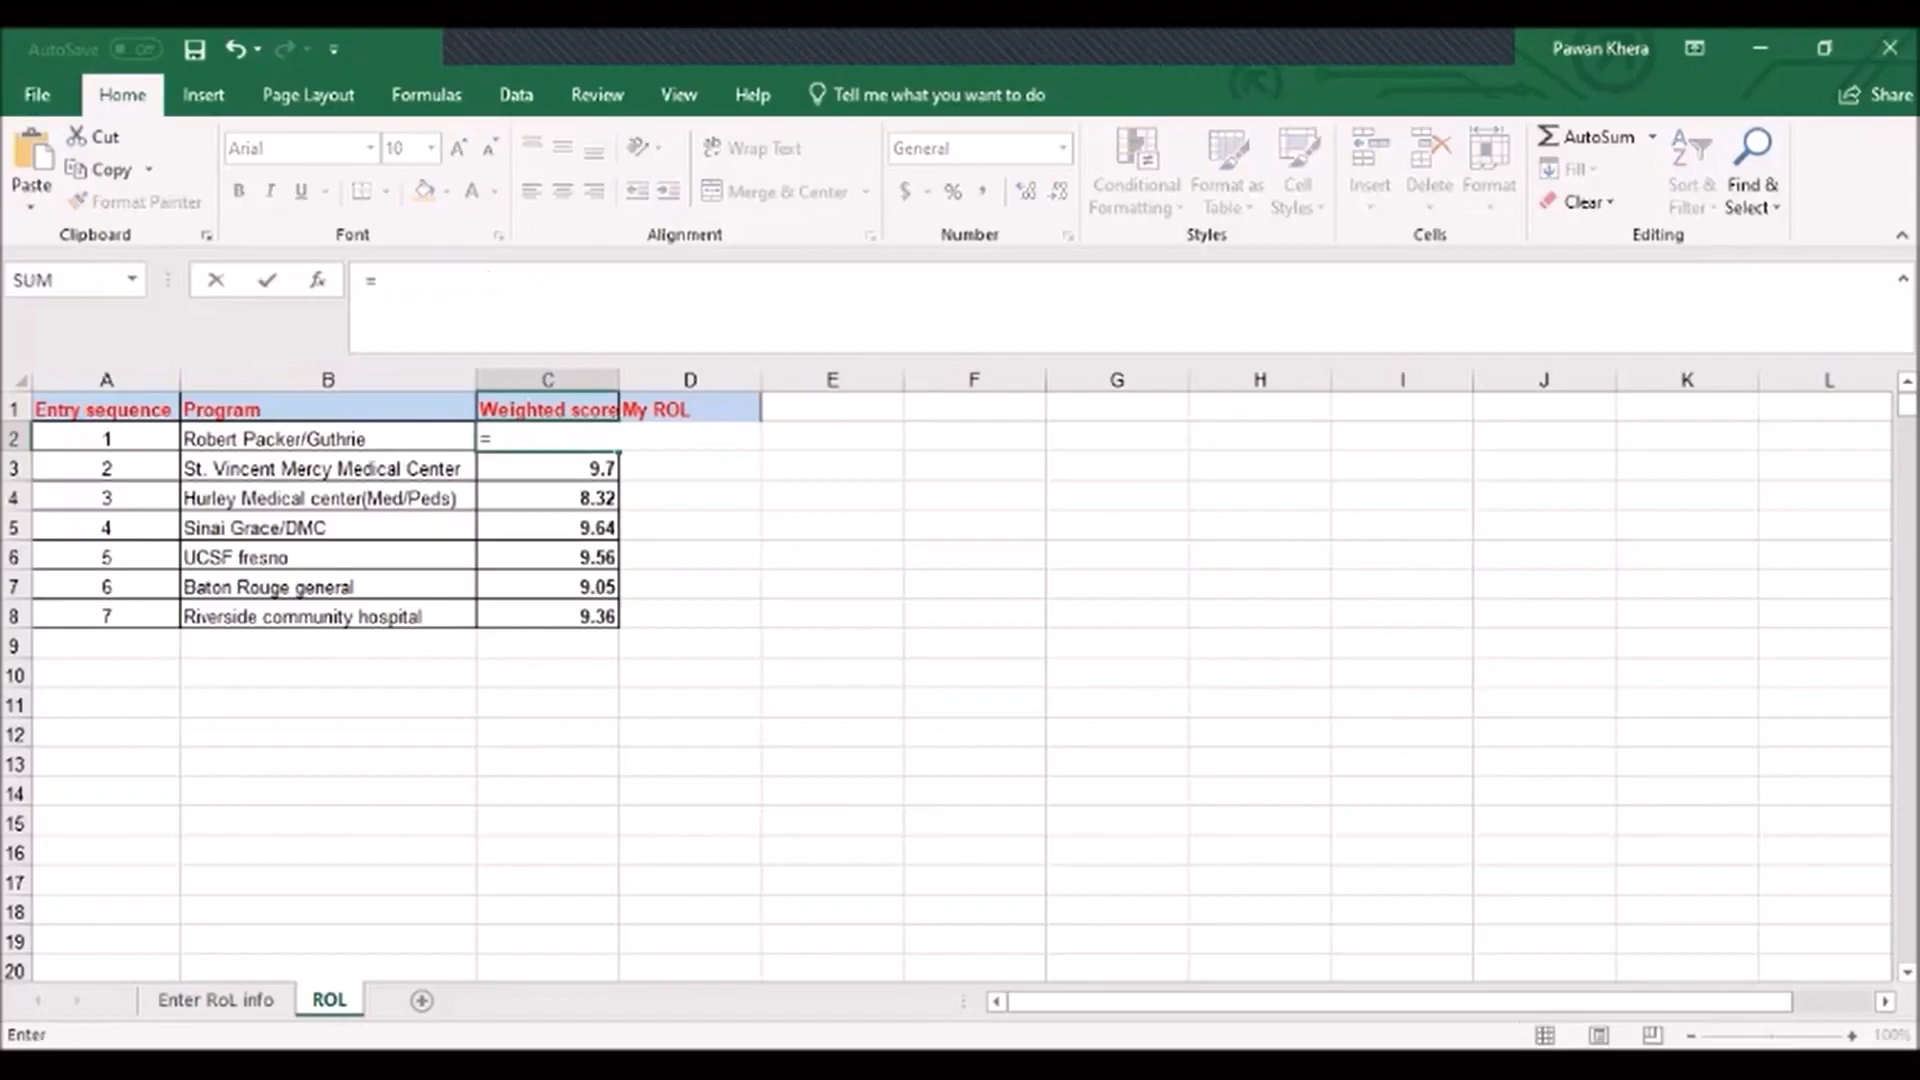 AutoSave Off Pawan Khera
File Home Insert Page Layout Formulas Data Review View Help Tell me what you want to do Share
Paste Cut Copy Format Painter
Clipboard
Arial 10
B I U A
Font
Wrap Text
Merge & Center
Alignment
General
$ % ,
Number
Conditional Formatting Format as Table Cell Styles
Styles
Insert Delete Format
Cells
AutoSum Fill Clear Sort & Filter Find & Select
Editing
SUM fx =
A B C D E F G H I J K L
1 Entry sequence Program Weighted score My ROL
2 1 Robert Packer/Guthrie =
3 2 St. Vincent Mercy Medical Center 9.7
4 3 Hurley Medical center(Med/Peds) 8.32
5 4 Sinai Grace/DMC 9.64
6 5 UCSF fresno 9.56
7 6 Baton Rouge general 9.05
8 7 Riverside community hospital 9.36
9
10
11
12
13
14
15
16
17
18
19
20
Enter RoL info ROL
Enter 100%